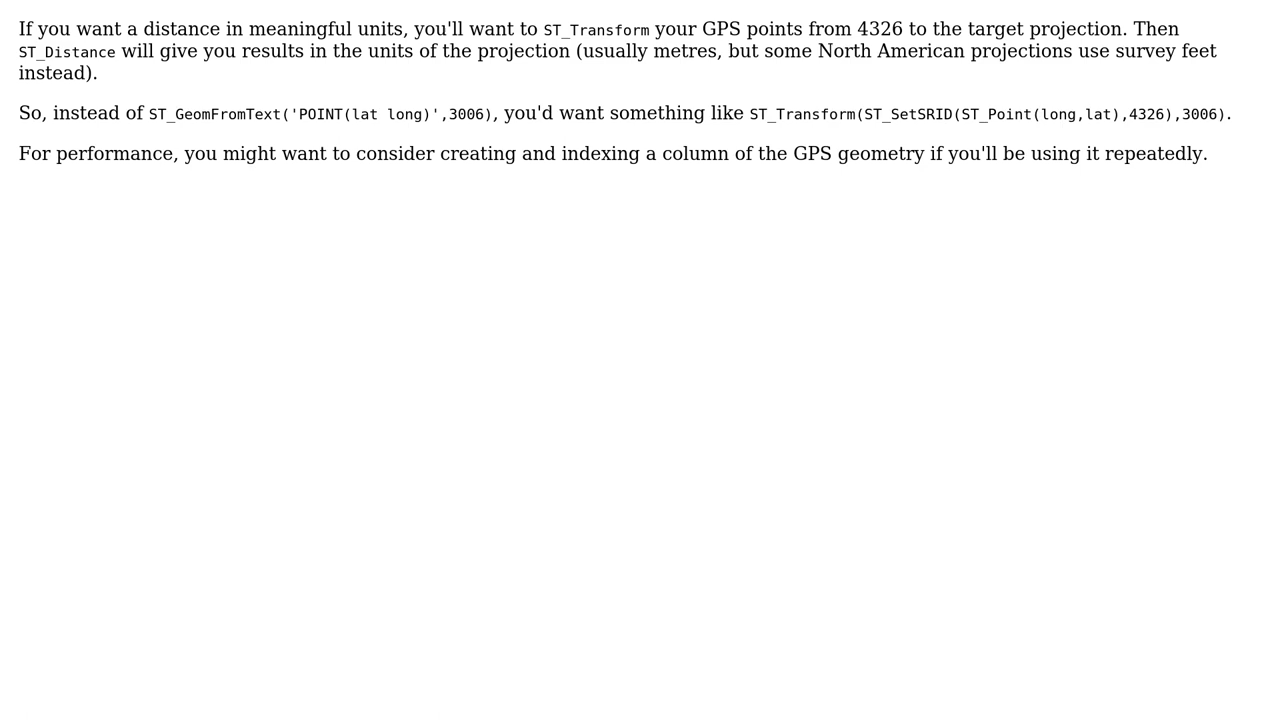 If you want a distance in meaningful units, you'll want to ST_Transform your GPS points from 4326 to the target projection. Then
ST_Distance will give you results in the units of the projection (usually metres, but some North American projections use survey feet
instead).
So, instead of ST_GeomFromText('POINT(lat long)',3006), you'd want something like ST_Transform(ST_SetSRID(ST_Point(long,lat),4326),3006).
For performance, you might want to consider creating and indexing a column of the GPS geometry if you'll be using it repeatedly.